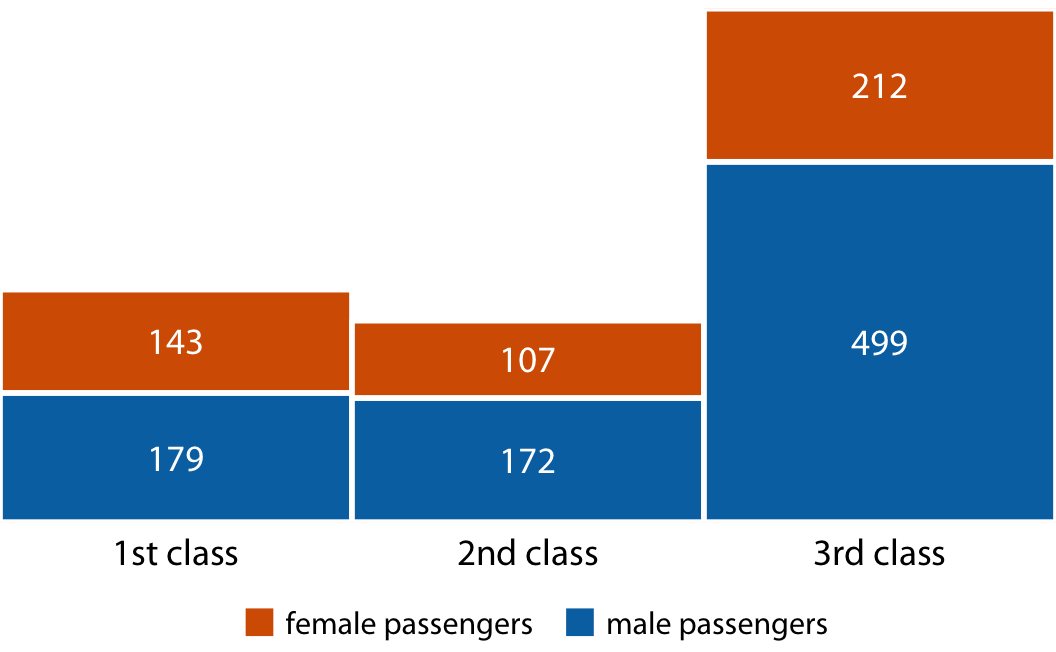 212
143
107
499
179
172
1st class
2nd class
3rd class
female passengers
male passengers